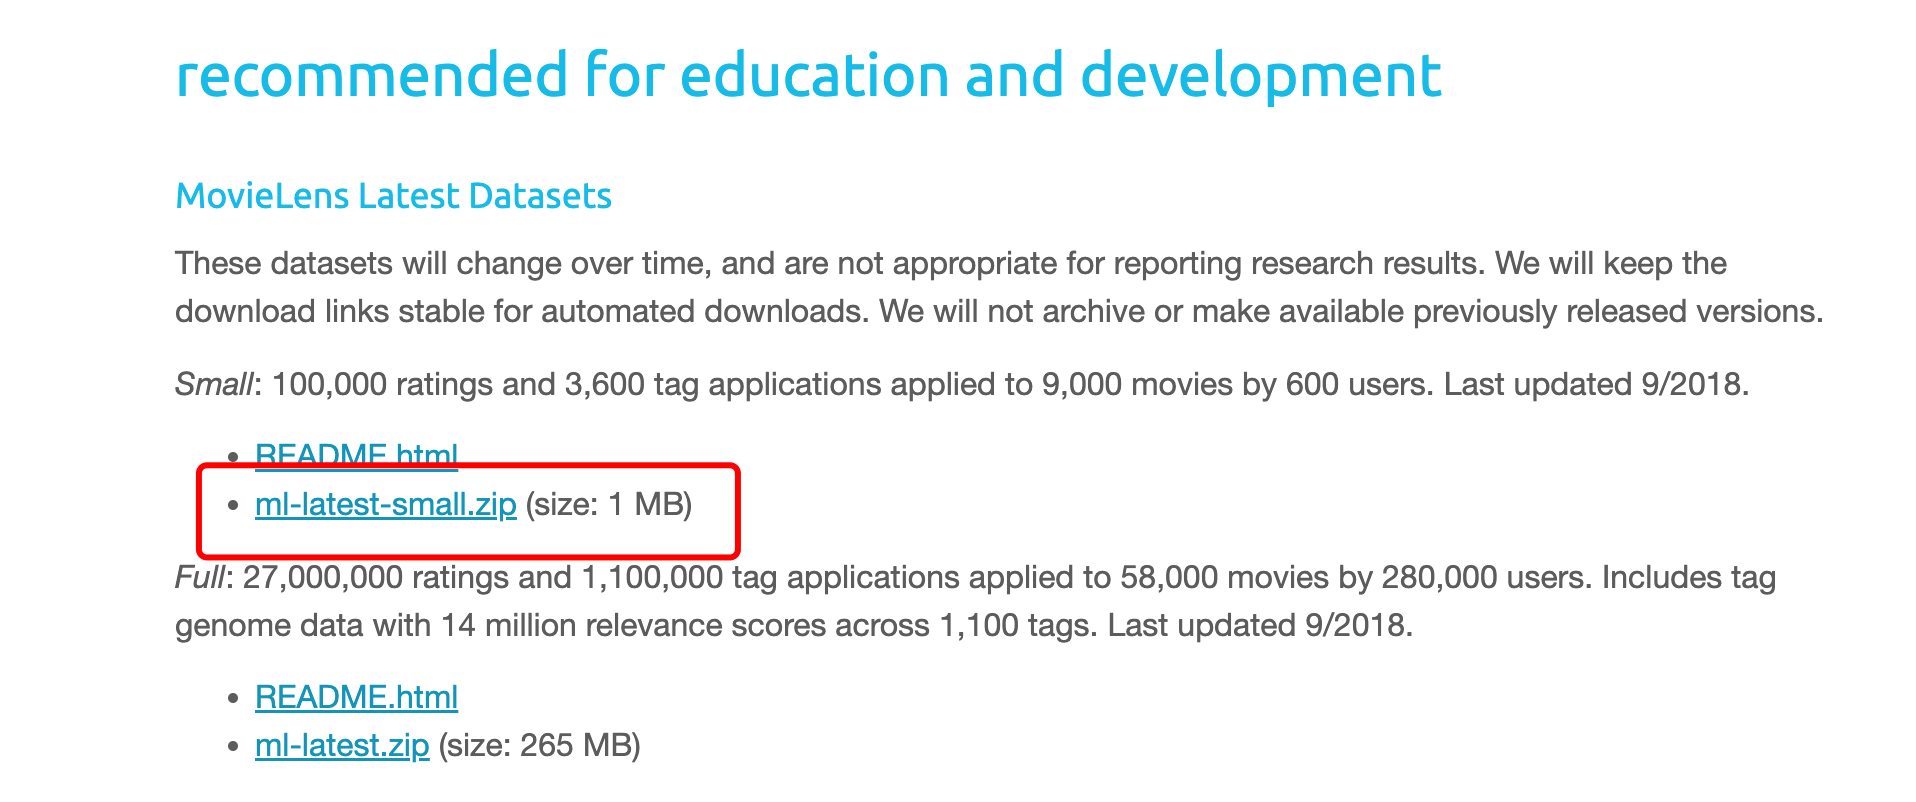 recommended for education and development
MovieLens Latest Datasets
These datasets will change over time, and are not appropriate for reporting research results. We will keep the
download links stable for automated downloads. We will not archive or make available previously released versions.
Small: 100,000 ratings and 3,600 tag applications applied to 9,000 movies by 600 users. Last updated 9/2018.
• README.html
• ml-latest-small.zip (size: 1 MB)
Full: 27,000,000 ratings and 1,100,000 tag applications applied to 58,000 movies by 280,000 users. Includes tag
genome data with 14 million relevance scores across 1,100 tags. Last updated 9/2018.
• README.html
• ml-latest.zip (size: 265 MB)